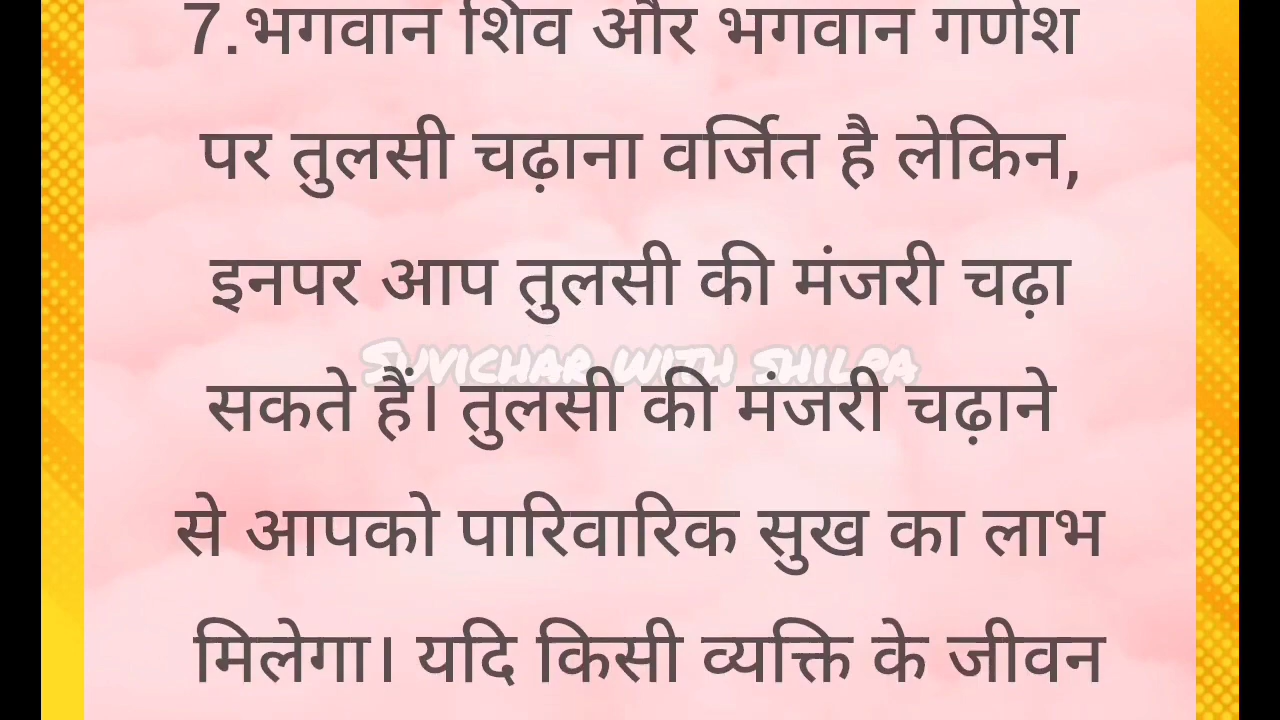 7.भगवान शिव और भगवान गणेश
पर तुलसी चढ़ाना वर्जित है लेकिन,
इनपर आप तुलसी की मंजरी चढ़ा
Suvichar with shilpa
सकते हैं। तुलसी की मंजरी चढ़ाने
से आपको पारिवारिक सुख का लाभ
मिलेगा। यदि किसी व्यक्ति के जीवन